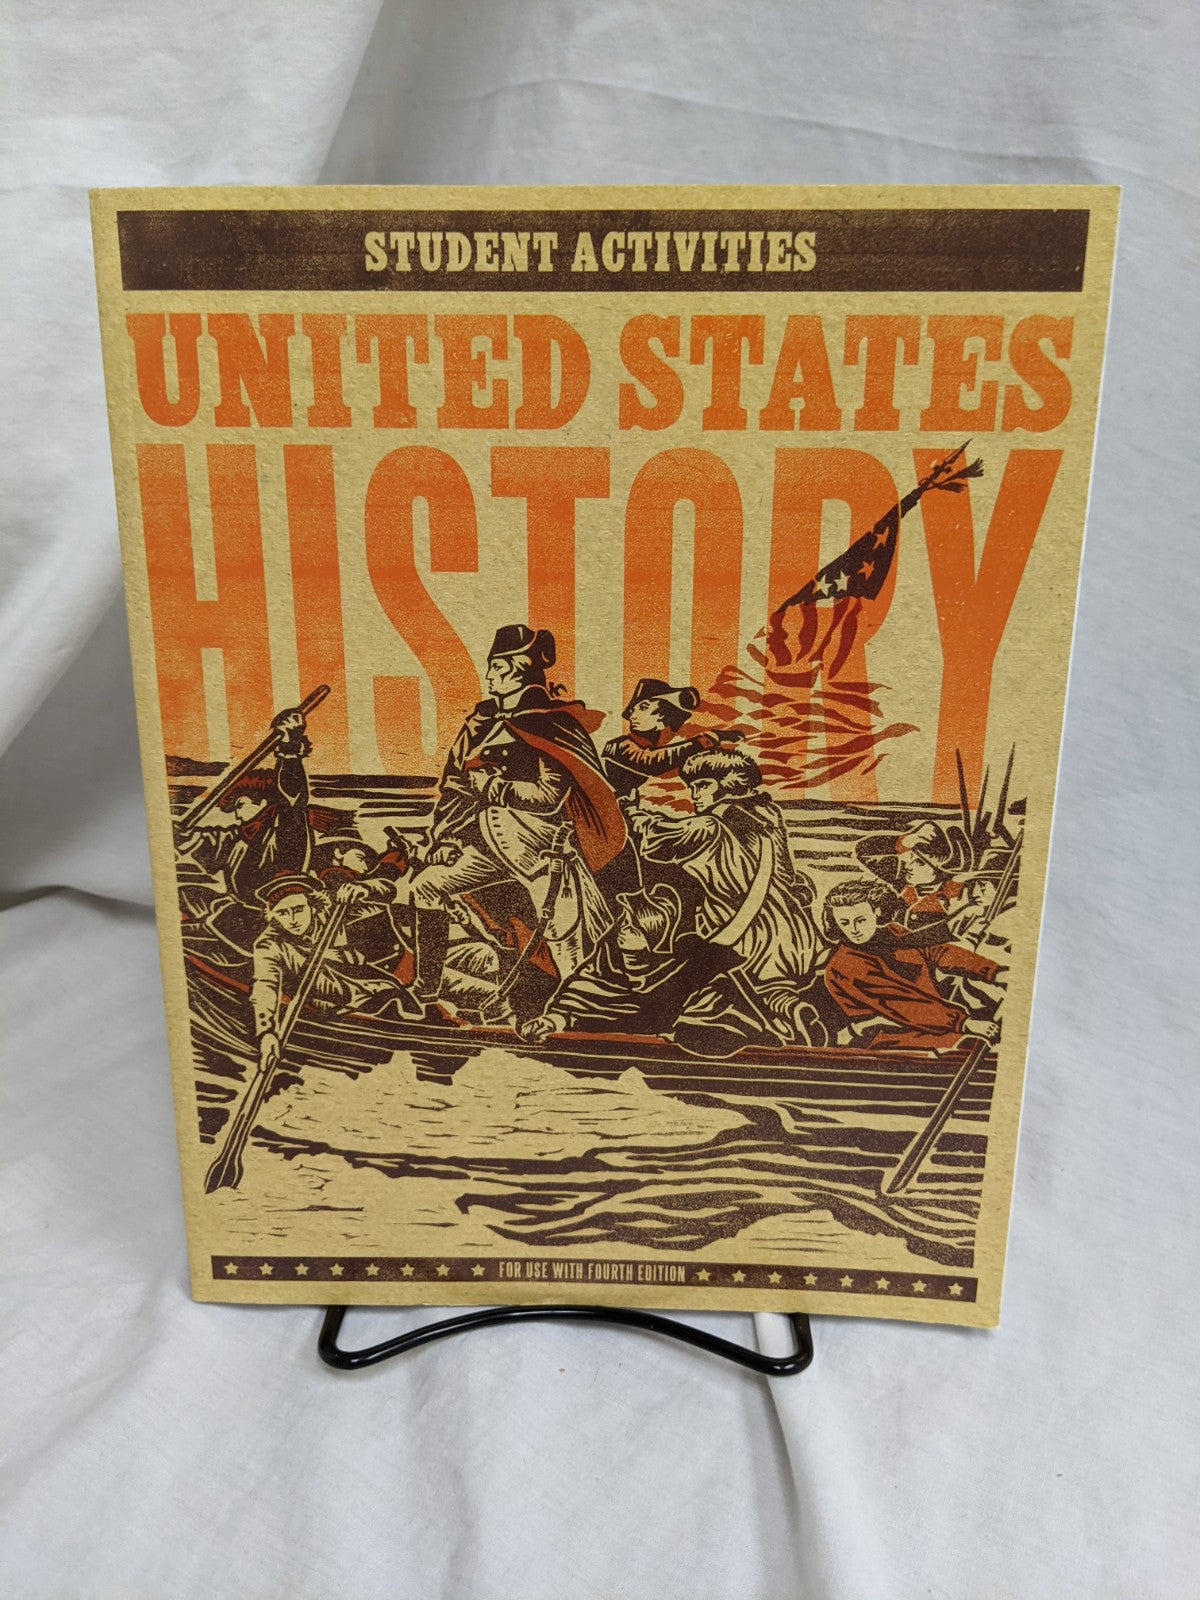 STUDENT ACTIVITIES
UNITED STATES
HISTORY
FOR USE WITH FOURTH EDITION